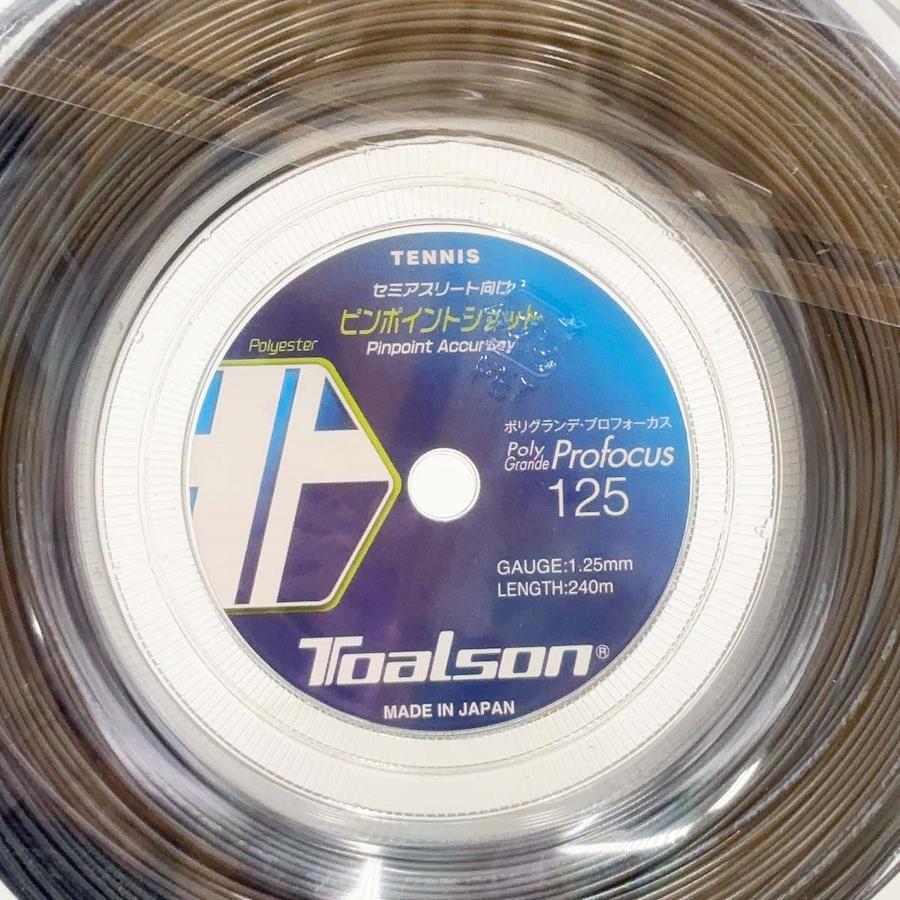 TENNIS
セミアスリート向け
ピンポイントショット
Polyester
Pinpoint Accuracy
ポリグランデ・プロフォーカス
Poly Grande Profocus
125
GAUGE:1.25mm
LENGTH:240m
Toalson®
MADE IN JAPAN